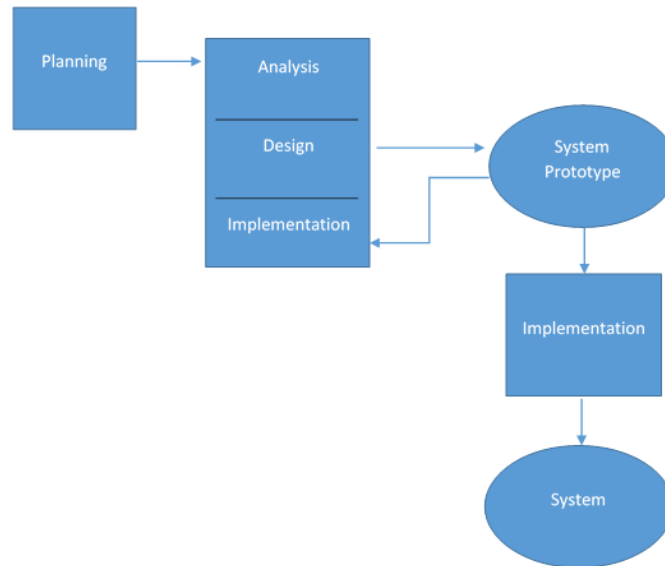 Planning
Analysis
Design
Implementation
System
Prototype
Implementation
System